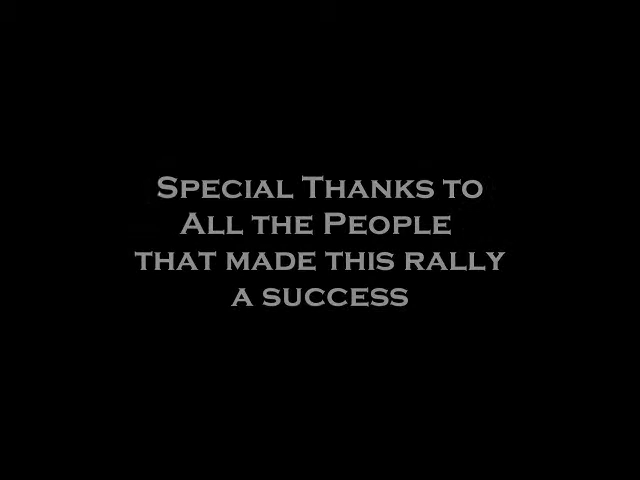 Special Thanks to
All the People
that made this rally
a success